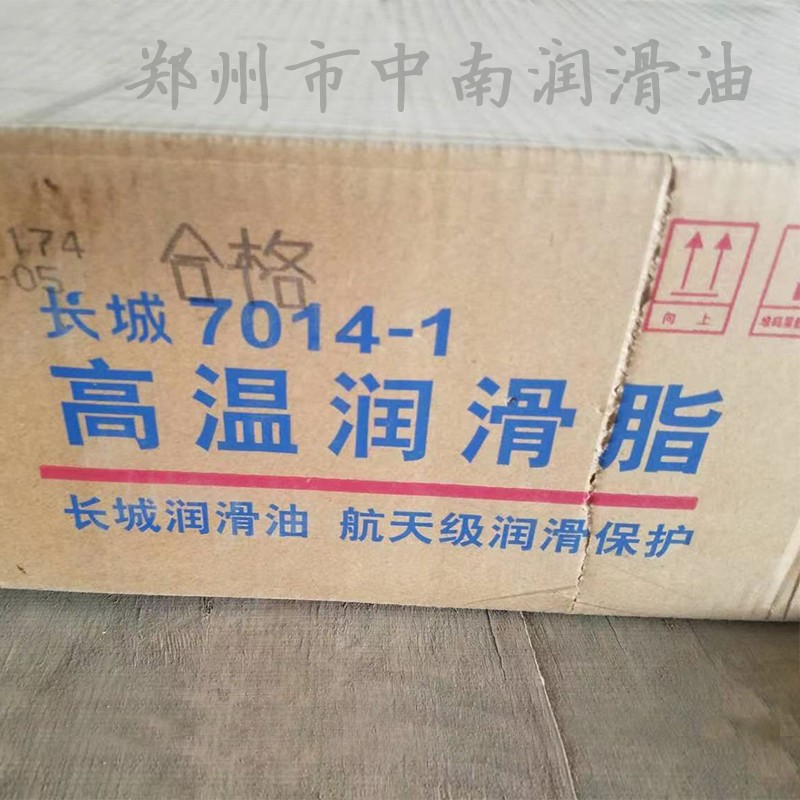 郑州市中南润滑油
174
-05
合格
长城 7014-1
高温润滑脂
长城润滑油 航天级润滑保护
向上